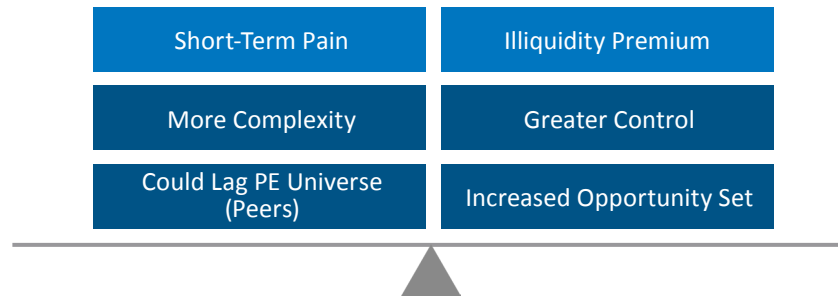 Short-Term Pain
Illiquidity Premium
More Complexity
Greater Control
Could Lag PE Universe
(Peers)
Increased Opportunity Set